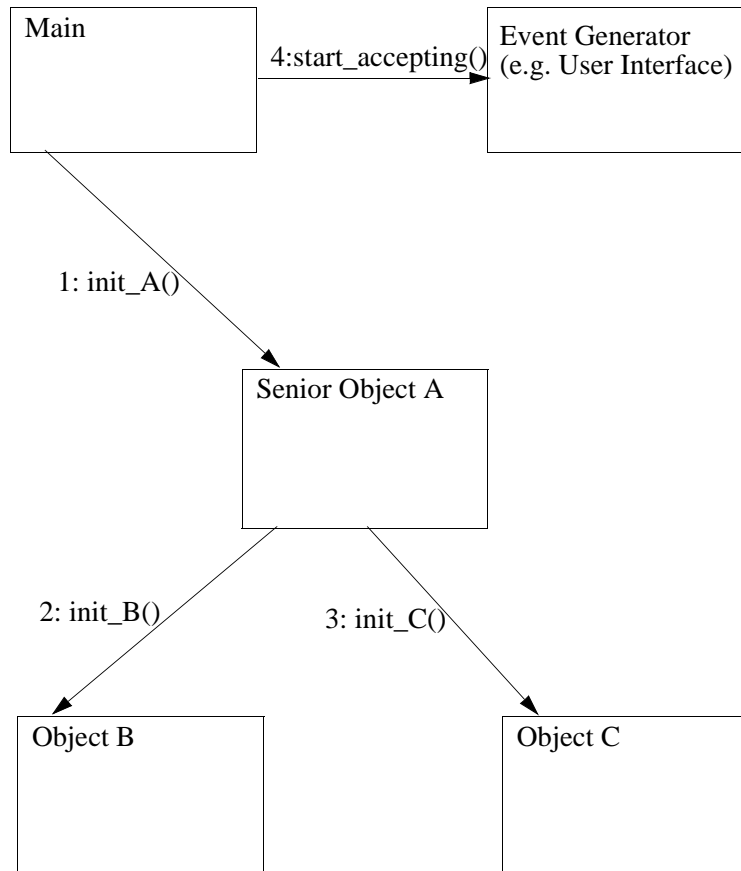 Main
4:start_accepting()
Event Generator
(e.g. User Interface)
1: init_A()
Senior Object A
2: init_B()
3: init_C()
Object B
Object C